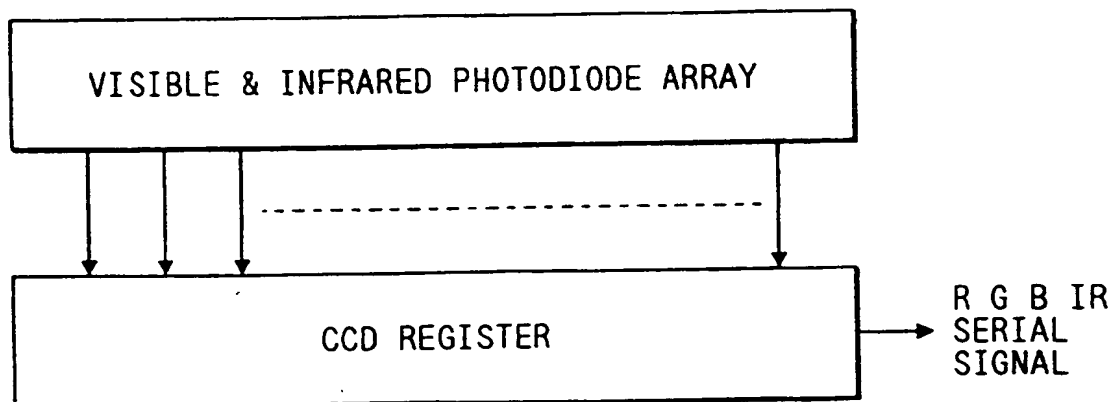 VISIBLE & INFRARED PHOTODIODE ARRAY
CCD REGISTER
R G B IR
SERIAL
SIGNAL